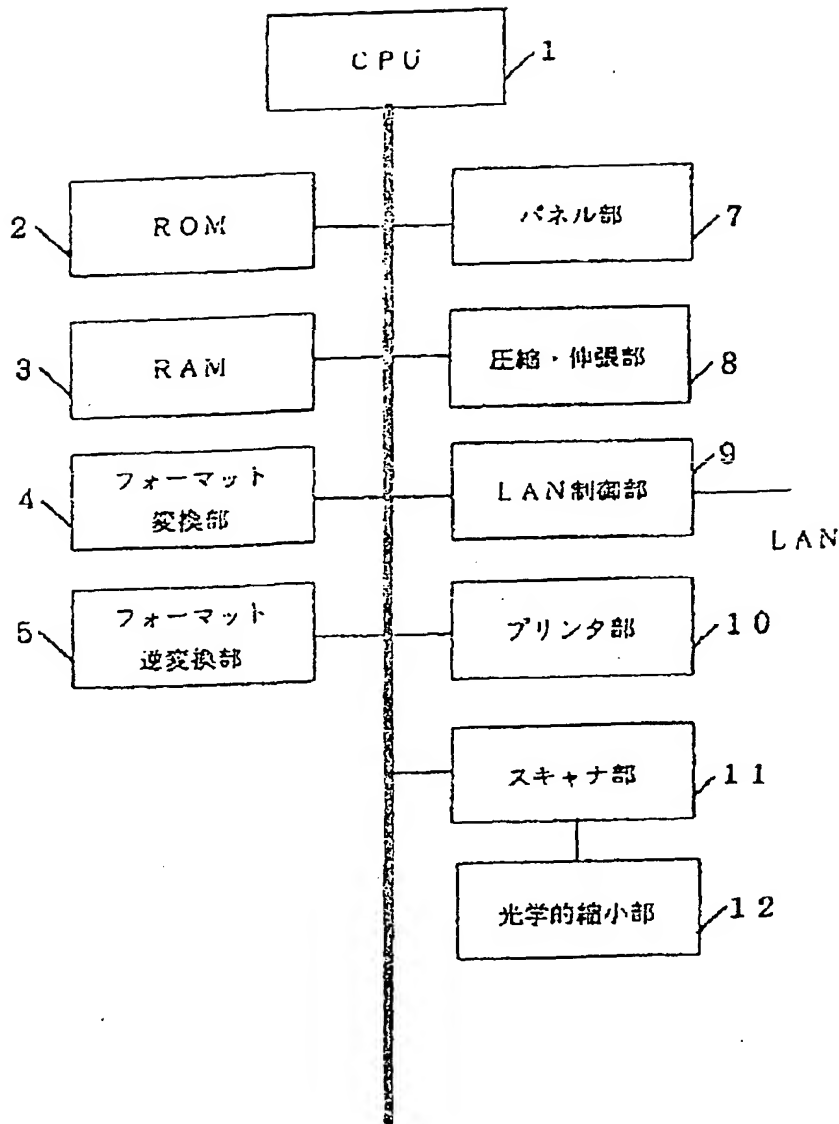 CPU
1
ROM
2
パネル部
7
RAM
3
圧縮・伸張部
8
フォーマット
変換部
4
LAN制御部
9
LAN
フォーマット
逆変換部
5
プリンタ部
10
スキャナ部
11
光学的縮小部
12